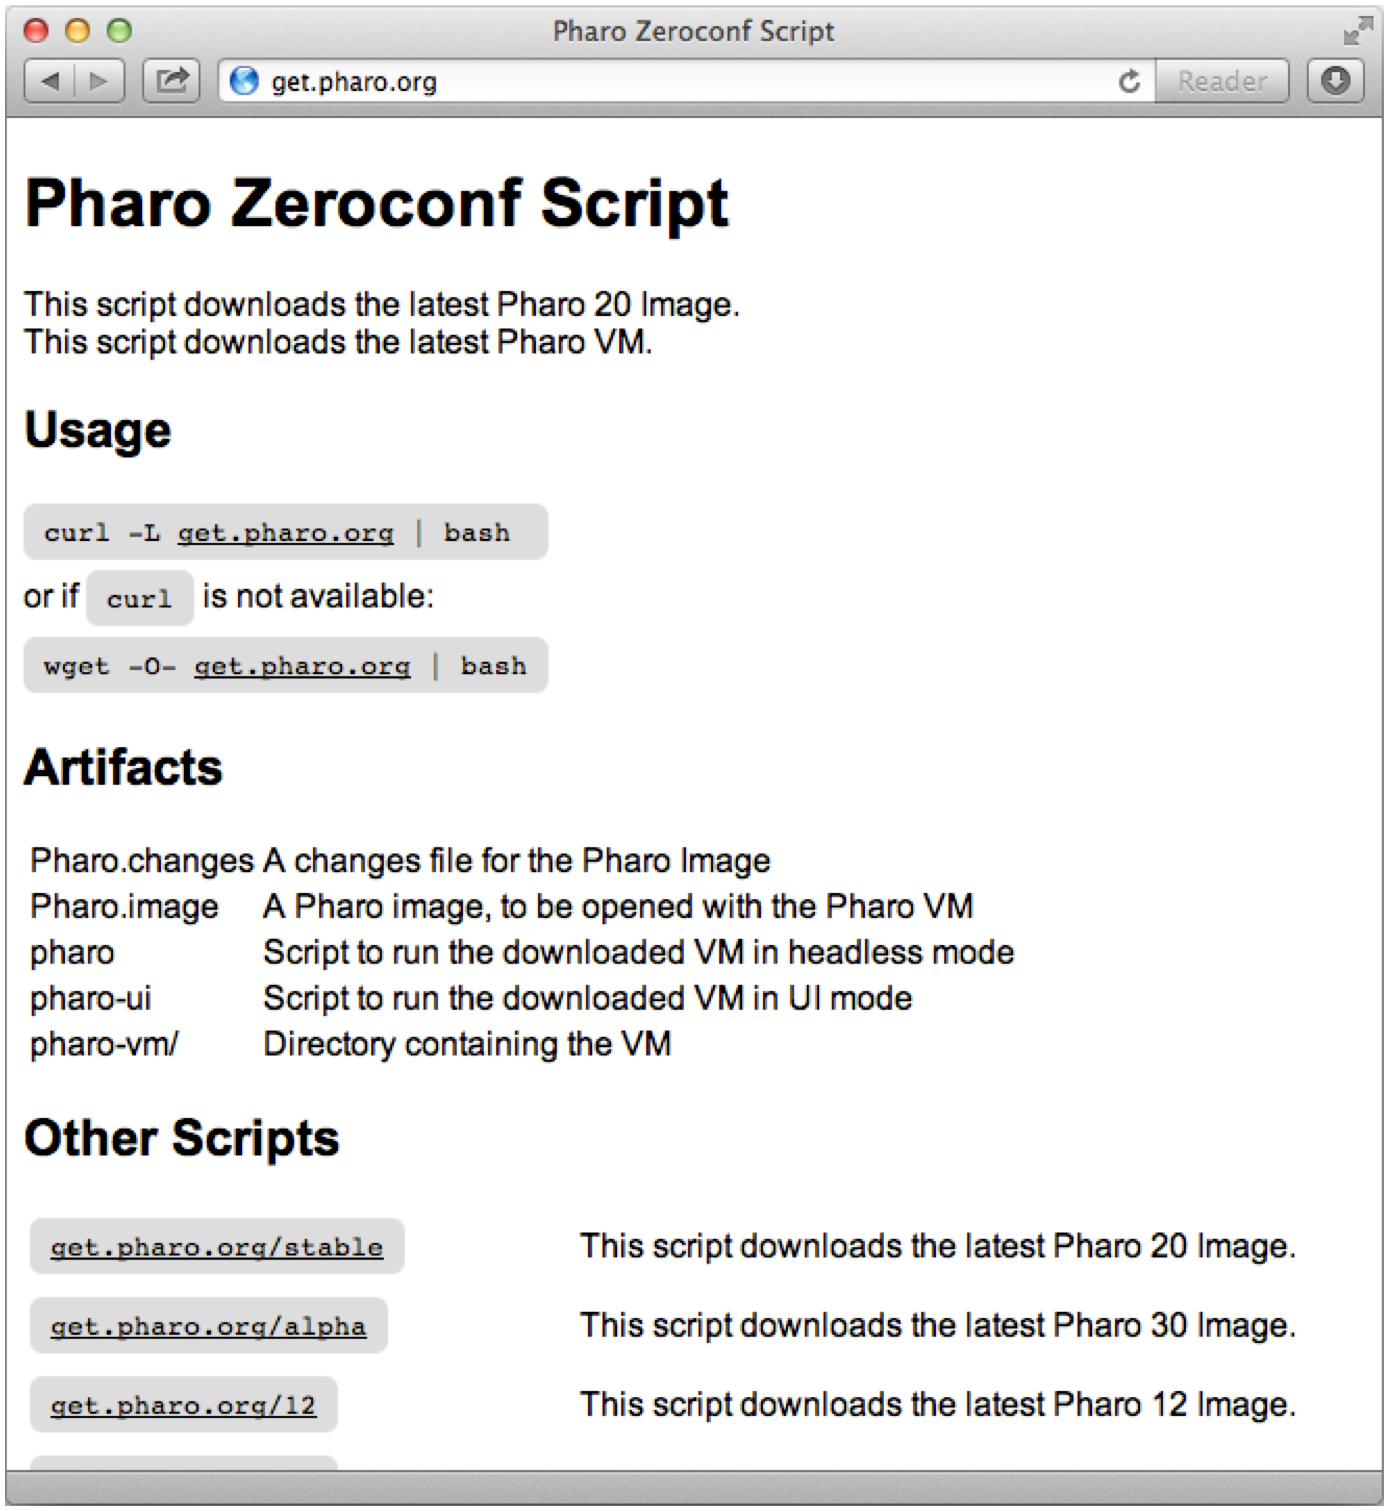 Pharo Zeroconf Script
get.pharo.org
Reader
Pharo Zeroconf Script
This script downloads the latest Pharo 20 Image.
This script downloads the latest Pharo VM.
Usage
curl -L get.pharo.org | bash
or if curl is not available:
wget -O- get.pharo.org | bash
Artifacts
Pharo.changes A changes file for the Pharo Image
Pharo.image A Pharo image, to be opened with the Pharo VM
pharo Script to run the downloaded VM in headless mode
pharo-ui Script to run the downloaded VM in UI mode
pharo-vm/ Directory containing the VM
Other Scripts
get.pharo.org/stable This script downloads the latest Pharo 20 Image.
get.pharo.org/alpha This script downloads the latest Pharo 30 Image.
get.pharo.org/12 This script downloads the latest Pharo 12 Image.